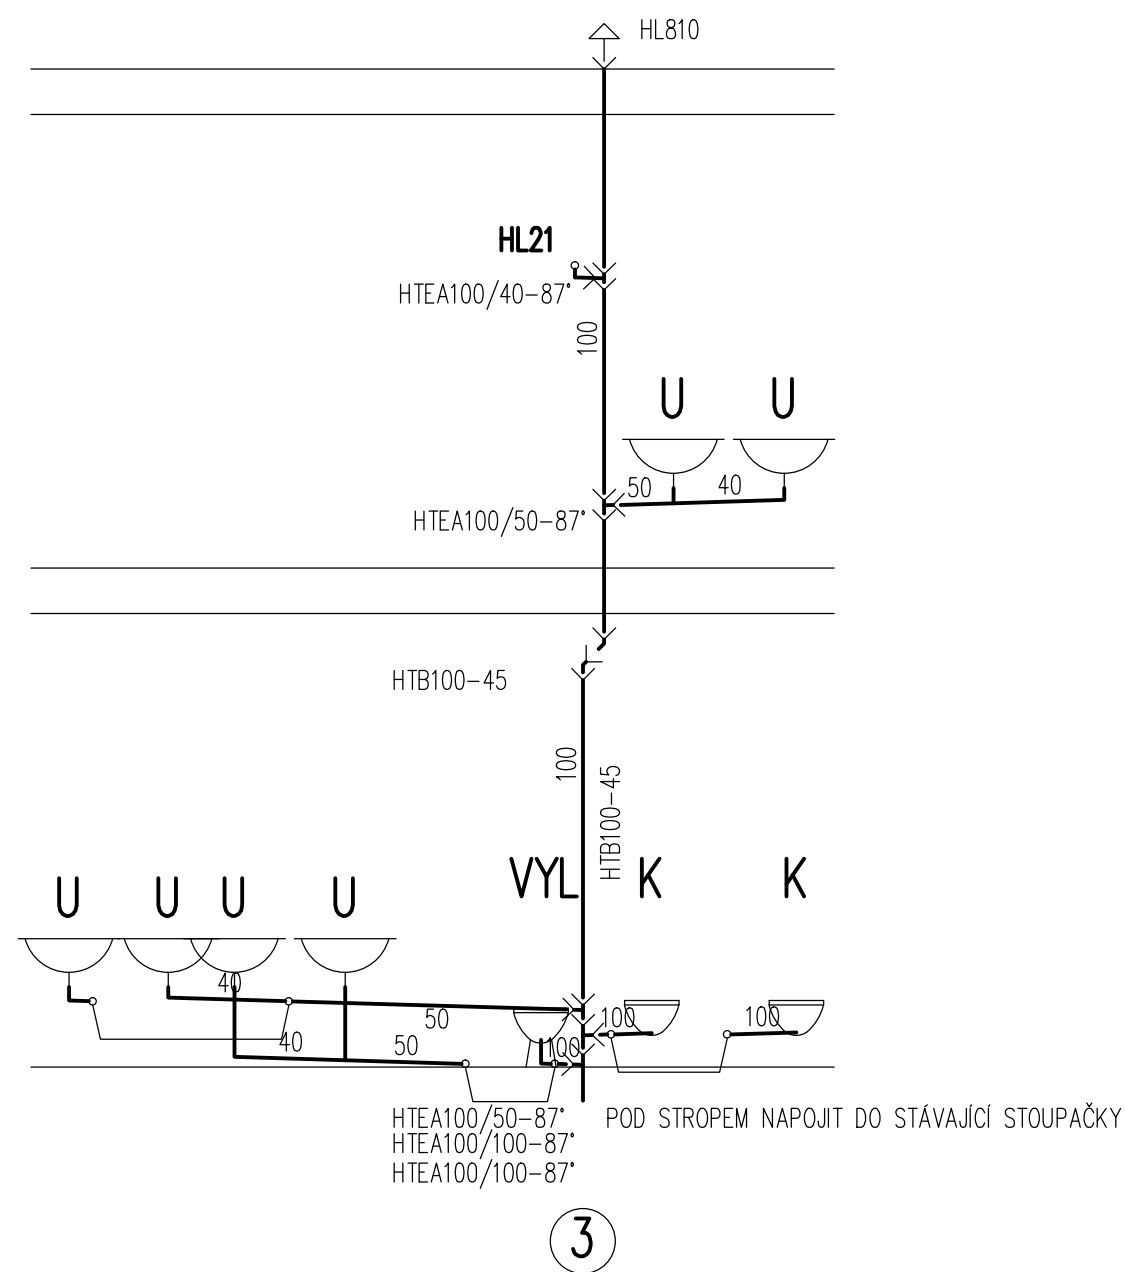 HL810
HL21
HTEA100/40-87°
100
U U
50 40
HTEA100/50-87°
HTB100-45
100
HTB100-45
VYL K K
U U U U
40
50
100
100
40
50
100
HTEA100/50-87° POD STROPEM NAPOJIT DO STÁVAJÍCÍ STOUPAČKY
HTEA100/100-87°
HTEA100/100-87°
3